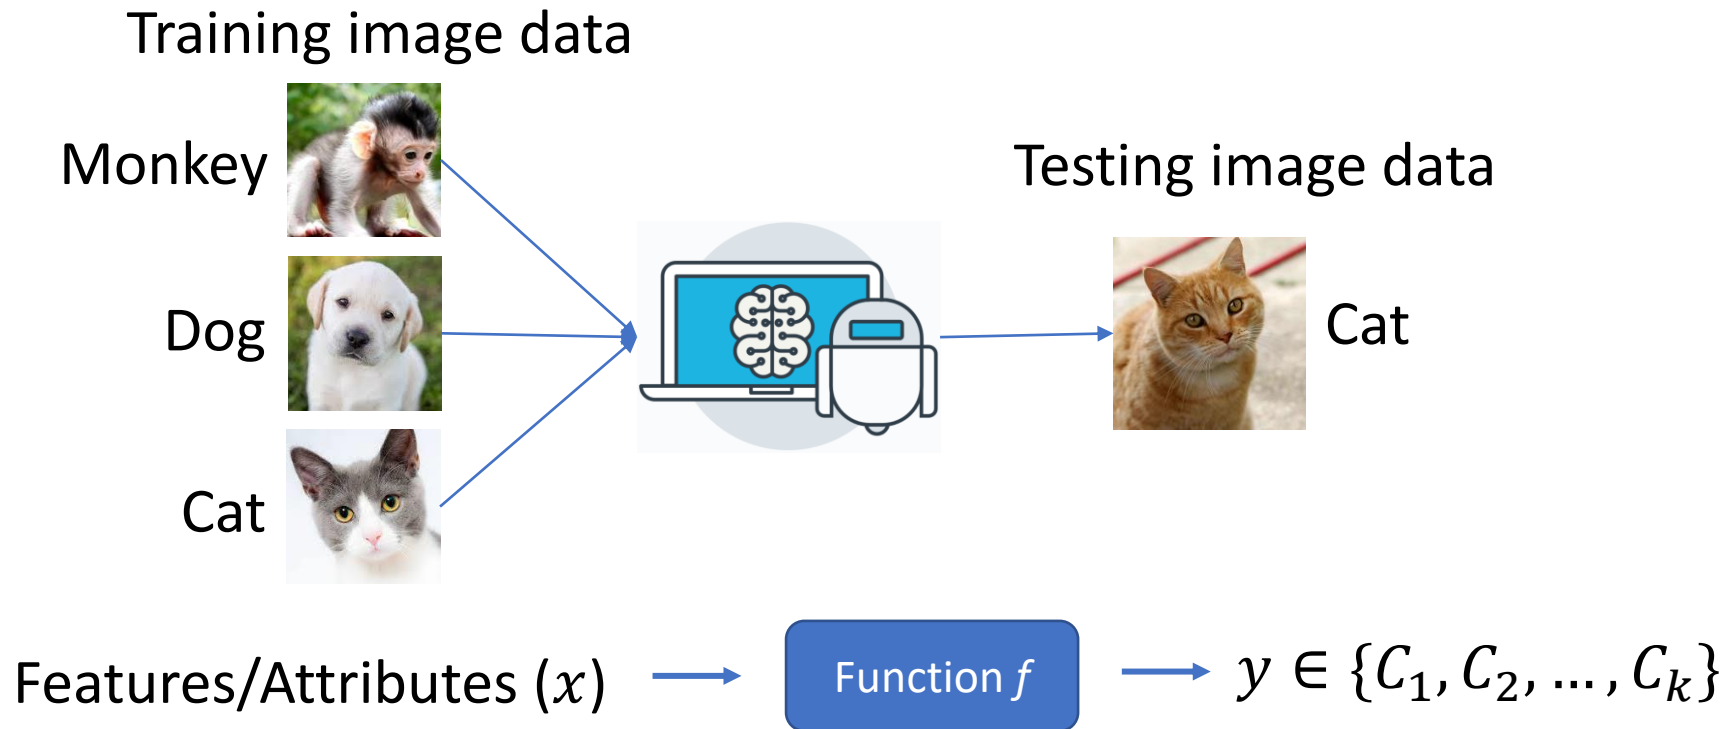 Training image data
Monkey
Dog
Cat
Testing image data
Cat
Features/Attributes (x)
Function f
y ∈ {C₁, C₂, …, Cₖ}